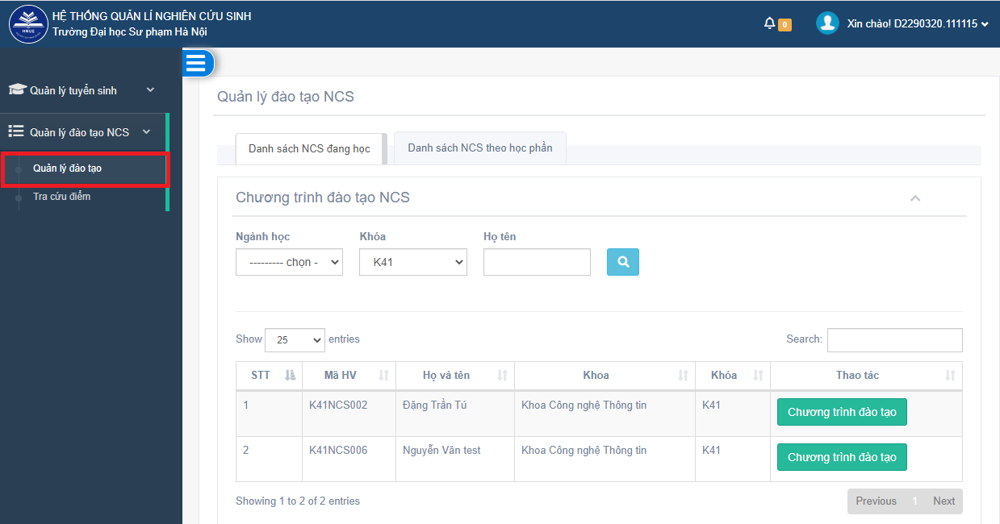 HỆ THỐNG QUẢN LÍ NGHIÊN CỨU SINH
Trường Đại học Sư phạm Hà Nội
HNUE
0
Xin chào! D2290320.111115
Quản lý tuyển sinh
Quản lý đào tạo NCS
Quản lý đào tạo
Tra cứu điểm
Quản lý đào tạo NCS
Danh sách NCS đang học
Danh sách NCS theo học phần
Chương trình đào tạo NCS
Ngành học Khóa Họ tên
--------- chọn - K41
Show 25 entries Search:
STT Mã HV Họ và tên Khoa Khóa Thao tác
1 K41NCS002 Đặng Trần Tú Khoa Công nghệ Thông tin K41 Chương trình đào tạo
2 K41NCS006 Nguyễn Văn test Khoa Công nghệ Thông tin K41 Chương trình đào tạo
Showing 1 to 2 of 2 entries Previous 1 Next